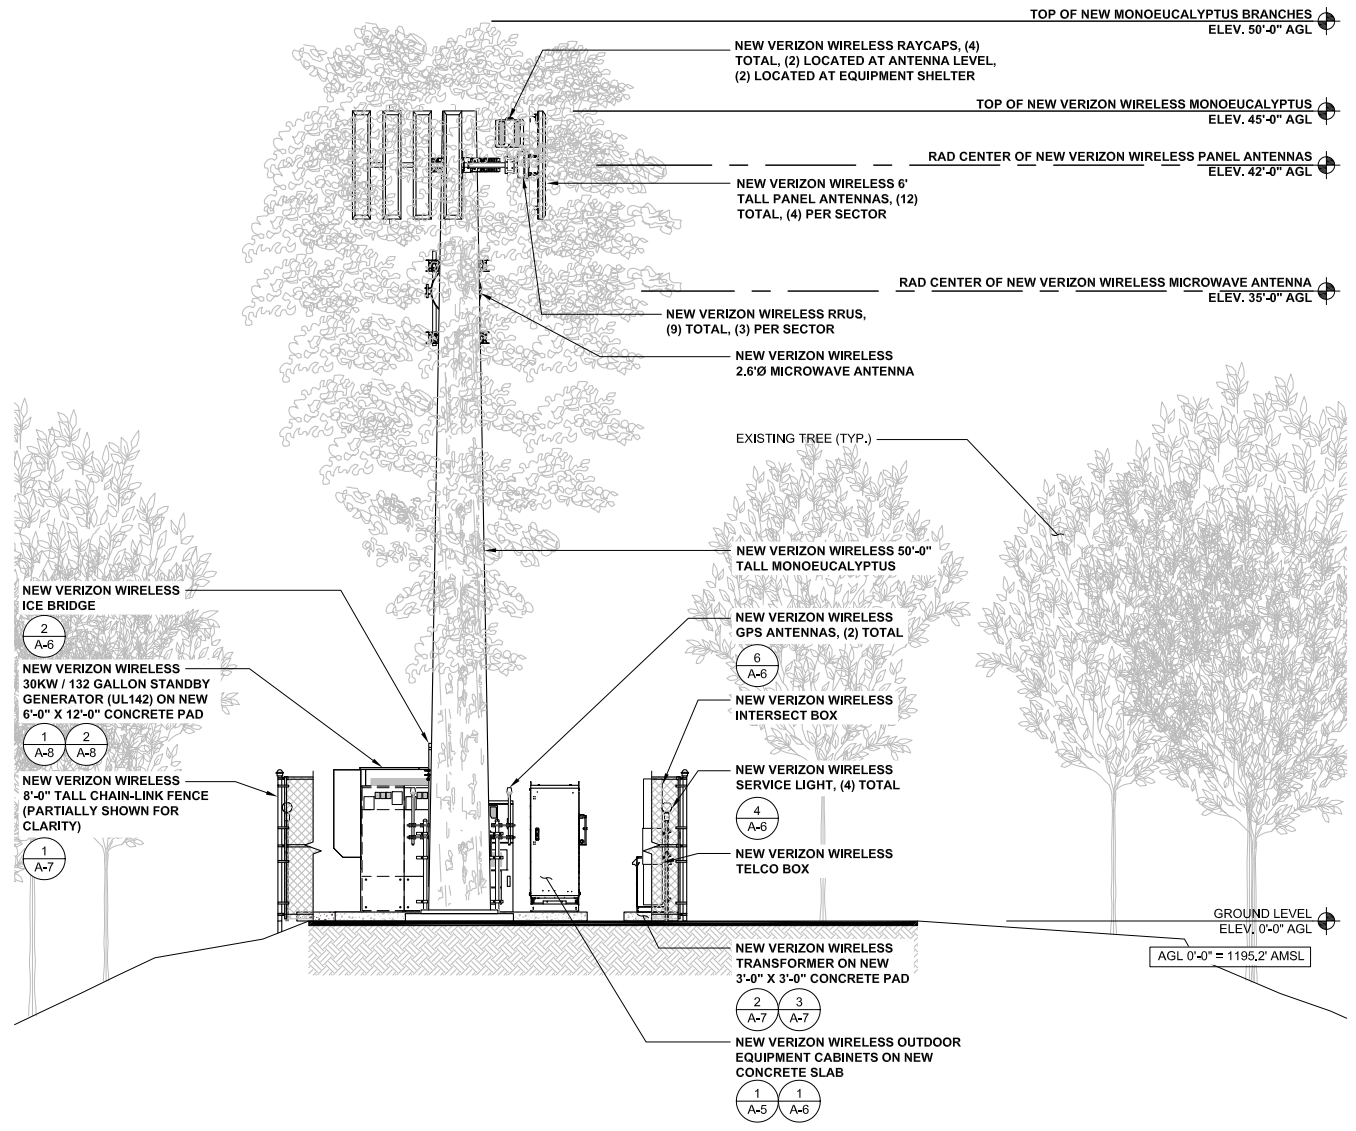 TOP OF NEW MONOEUCALYPTUS BRANCHES
ELEV. 50'-0" AGL
NEW VERIZON WIRELESS RAYCAPS, (4)
TOTAL, (2) LOCATED AT ANTENNA LEVEL,
(2) LOCATED AT EQUIPMENT SHELTER
TOP OF NEW VERIZON WIRELESS MONOEUCALYPTUS
ELEV. 45'-0" AGL
RAD CENTER OF NEW VERIZON WIRELESS PANEL ANTENNAS
ELEV. 42'-0" AGL
NEW VERIZON WIRELESS 6'
TALL PANEL ANTENNAS, (12)
TOTAL, (4) PER SECTOR
RAD CENTER OF NEW VERIZON WIRELESS MICROWAVE ANTENNA
ELEV. 35'-0" AGL
NEW VERIZON WIRELESS RRUS,
(9) TOTAL, (3) PER SECTOR
NEW VERIZON WIRELESS
2.6'Ø MICROWAVE ANTENNA
EXISTING TREE (TYP.)
NEW VERIZON WIRELESS 50'-0"
TALL MONOEUCALYPTUS
NEW VERIZON WIRELESS
ICE BRIDGE
2
A-6
NEW VERIZON WIRELESS
30KW / 132 GALLON STANDBY
GENERATOR (UL142) ON NEW
6'-0" X 12'-0" CONCRETE PAD
1
A-8
2
A-8
NEW VERIZON WIRELESS
8'-0" TALL CHAIN-LINK FENCE
(PARTIALLY SHOWN FOR
CLARITY)
1
A-7
NEW VERIZON WIRELESS
GPS ANTENNAS, (2) TOTAL
6
A-6
NEW VERIZON WIRELESS
INTERSECT BOX
NEW VERIZON WIRELESS
SERVICE LIGHT, (4) TOTAL
4
A-6
NEW VERIZON WIRELESS
TELCO BOX
GROUND LEVEL
ELEV. 0'-0" AGL
AGL 0'-0" = 1195.2' AMSL
NEW VERIZON WIRELESS
TRANSFORMER ON NEW
3'-0" X 3'-0" CONCRETE PAD
2
A-7
3
A-7
NEW VERIZON WIRELESS OUTDOOR
EQUIPMENT CABINETS ON NEW
CONCRETE SLAB
1
A-5
1
A-6